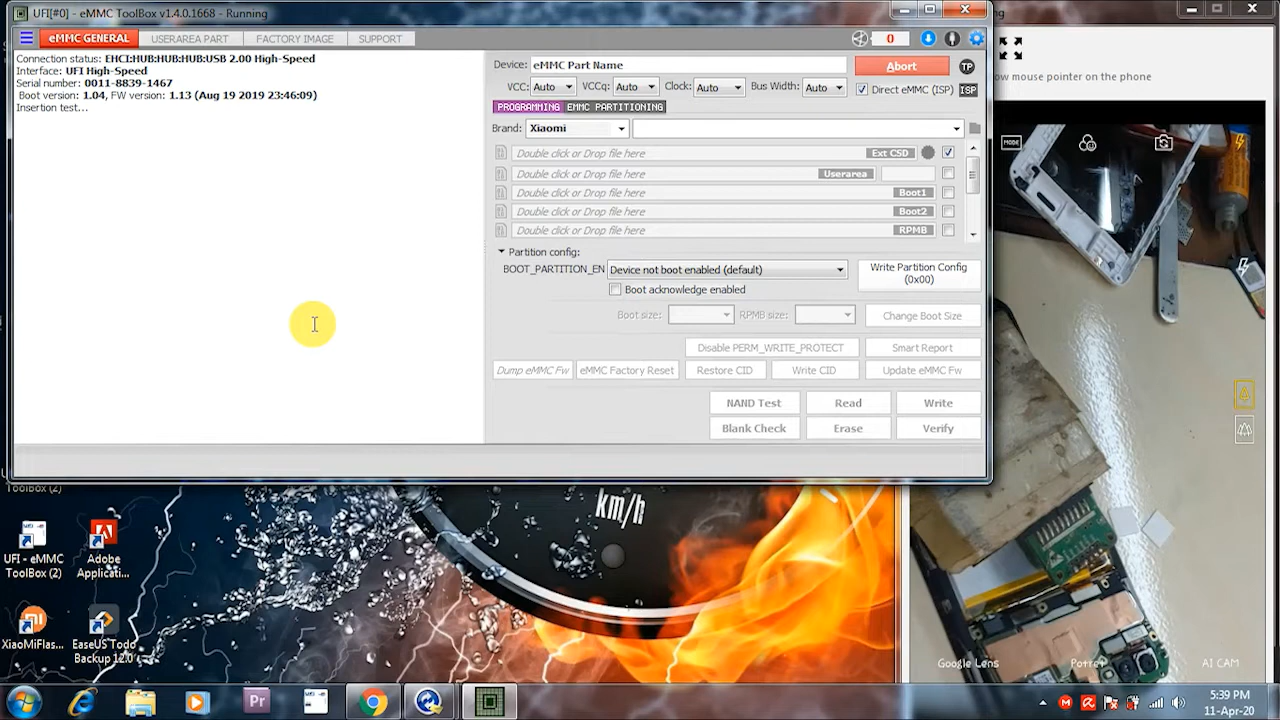 UFI[#0] - eMMC ToolBox v1.4.0.1668 - Running
eMMC GENERAL USERAREA PART FACTORY IMAGE SUPPORT
0
Connection status: EHCI:HUB:HUB:HUB:USB 2.00 High-Speed
Interface: UFI High-Speed
Serial number: 0011-8839-1467
Boot version: 1.04, FW version: 1.13 (Aug 19 2019 23:46:09)
Insertion test...
Device: eMMC Part Name Abort TP
VCC: Auto VCCq: Auto Clock: Auto Bus Width: Auto Direct eMMC (ISP) ISP
PROGRAMMING EMMC PARTITIONING
Brand: Xiaomi
Double click or Drop file here Ext CSD
Double click or Drop file here Userarea
Double click or Drop file here Boot1
Double click or Drop file here Boot2
Double click or Drop file here RPMB
Partition config:
BOOT_PARTITION_EN Device not boot enabled (default) Write Partition Config
(0x00)
Boot acknowledge enabled
Boot size: RPMB size: Change Boot Size
Disable PERM_WRITE_PROTECT Smart Report
Dump eMMC Fw eMMC Factory Reset Restore CID Write CID Update eMMC Fw
NAND Test Read Write
Blank Check Erase Verify
ow mouse pointer on the phone
MODE
km/h
ToolBox (2)
UFI - eMMC
ToolBox (2)
Adobe
Applicati...
XiaoMiFlas...
EaseUS Todo
Backup 12.0
Google Lens Potret AI CAM
Pr
5:39 PM
11-Apr-20